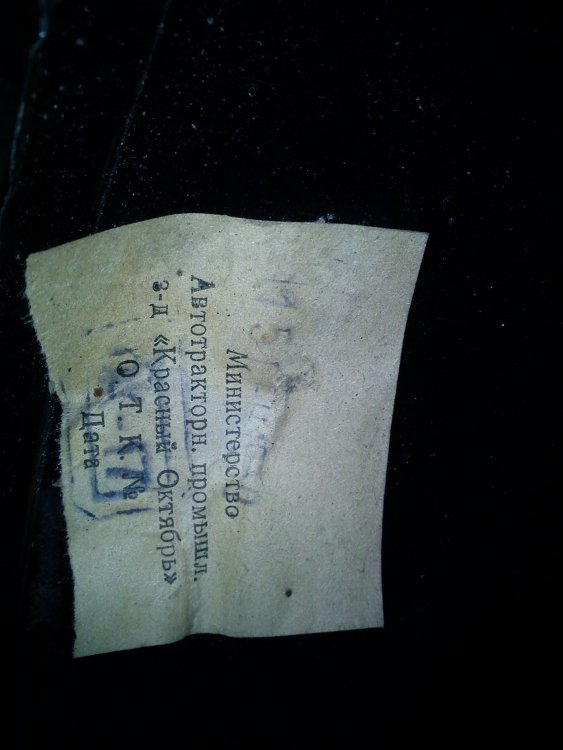 Министерство
Автотракторн. промышл.
з-д «Красный Октябрь»
О. Т. К. №
Дата